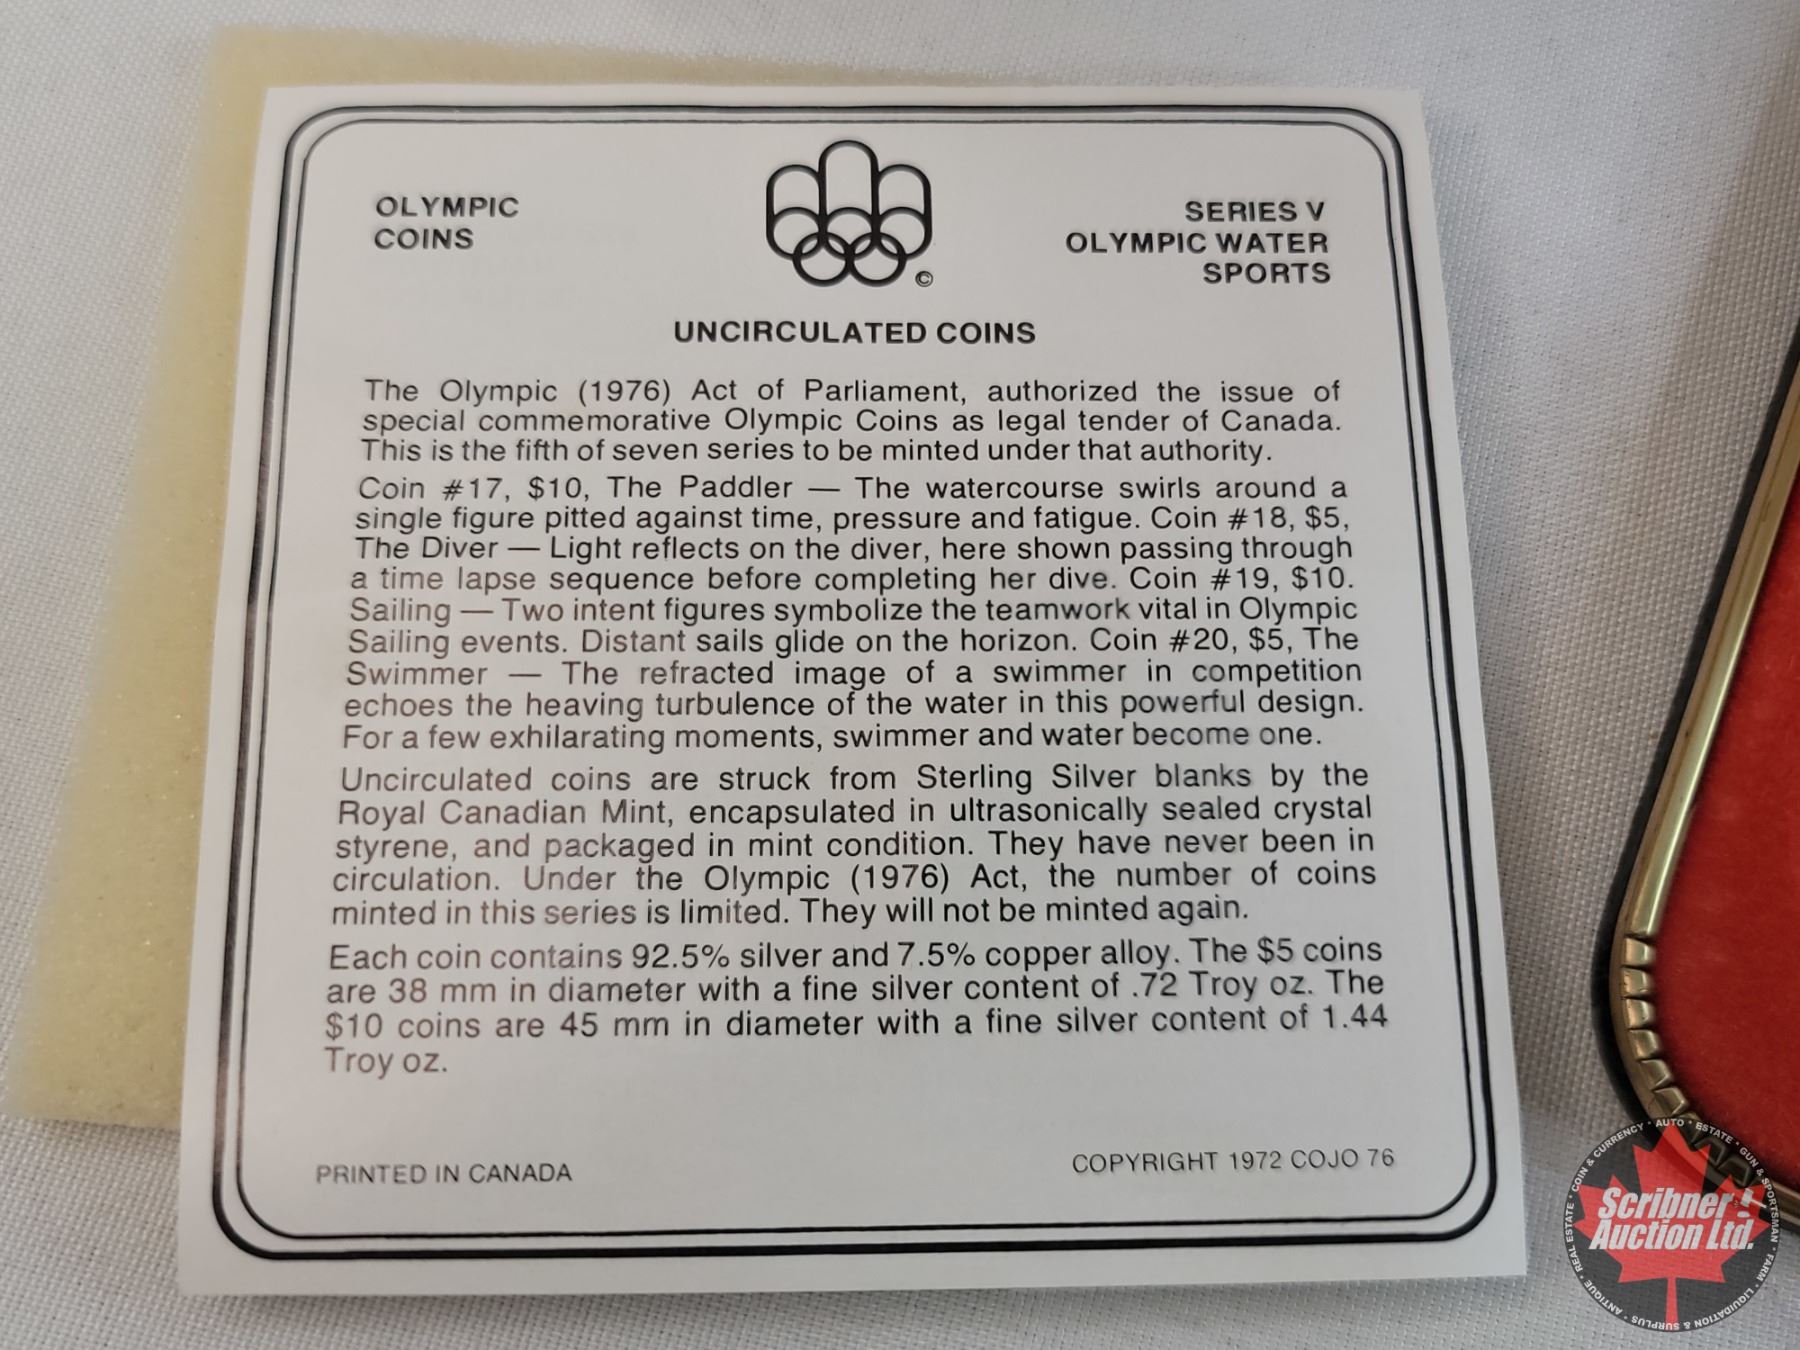 OLYMPIC
COINS
©
SERIES V
OLYMPIC WATER
SPORTS
UNCIRCULATED COINS
The Olympic (1976) Act of Parliament, authorized the issue of
special commemorative Olympic Coins as legal tender of Canada.
This is the fifth of seven series to be minted under that authority.
Coin #17, $10, The Paddler — The watercourse swirls around a
single figure pitted against time, pressure and fatigue. Coin #18, $5,
The Diver — Light reflects on the diver, here shown passing through
a time lapse sequence before completing her dive. Coin #19, $10.
Sailing — Two intent figures symbolize the teamwork vital in Olympic
Sailing events. Distant sails glide on the horizon. Coin #20, $5, The
Swimmer — The refracted image of a swimmer in competition
echoes the heaving turbulence of the water in this powerful design.
For a few exhilarating moments, swimmer and water become one.
Uncirculated coins are struck from Sterling Silver blanks by the
Royal Canadian Mint, encapsulated in ultrasonically sealed crystal
styrene, and packaged in mint condition. They have never been in
circulation. Under the Olympic (1976) Act, the number of coins
minted in this series is limited. They will not be minted again.
Each coin contains 92.5% silver and 7.5% copper alloy. The $5 coins
are 38 mm in diameter with a fine silver content of .72 Troy oz. The
$10 coins are 45 mm in diameter with a fine silver content of 1.44
Troy oz.
PRINTED IN CANADA
COPYRIGHT 1972 COJO 76
Scribner
Auction Ltd.
COIN & CURRENCY • AUTO • ESTATE • GUN & SPORTSMAN • FARM • LIQUIDATION & SURPLUS • ANTIQUE • REAL ESTATE •